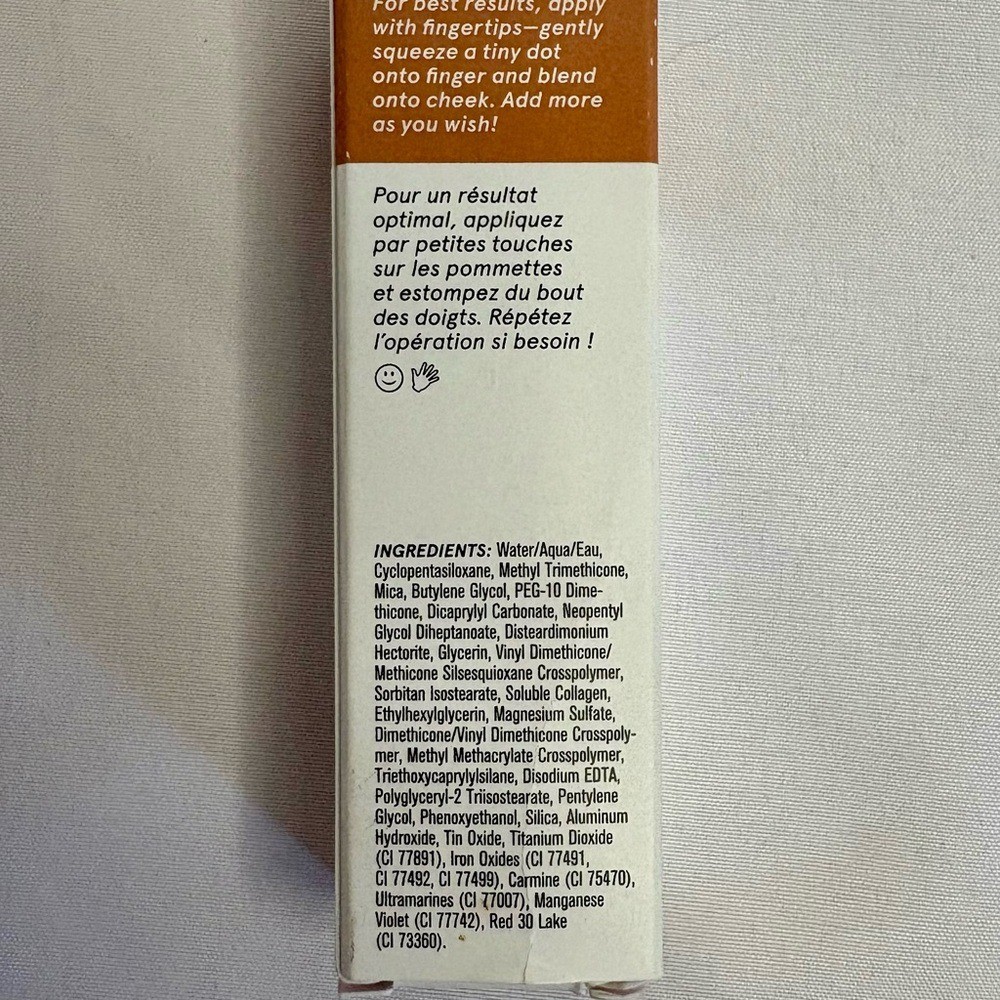 For best results, apply
with fingertips—gently
squeeze a tiny dot
onto finger and blend
onto cheek. Add more
as you wish!
Pour un résultat
optimal, appliquez
par petites touches
sur les pommettes
et estompez du bout
des doigts. Répétez
l'opération si besoin !
INGREDIENTS: Water/Aqua/Eau,
Cyclopentasiloxane, Methyl Trimethicone,
Mica, Butylene Glycol, PEG-10 Dime-
thicone, Dicaprylyl Carbonate, Neopentyl
Glycol Diheptanoate, Disteardimonium
Hectorite, Glycerin, Vinyl Dimethicone/
Methicone Silsesquioxane Crosspolymer,
Sorbitan Isostearate, Soluble Collagen,
Ethylhexylglycerin, Magnesium Sulfate,
Dimethicone/Vinyl Dimethicone Crosspoly-
mer, Methyl Methacrylate Crosspolymer,
Triethoxycaprylylsilane, Disodium EDTA,
Polyglyceryl-2 Triisostearate, Pentylene
Glycol, Phenoxyethanol, Silica, Aluminum
Hydroxide, Tin Oxide, Titanium Dioxide
(CI 77891), Iron Oxides (CI 77491,
CI 77492, CI 77499), Carmine (CI 75470),
Ultramarines (CI 77007), Manganese
Violet (CI 77742), Red 30 Lake
(CI 73360).